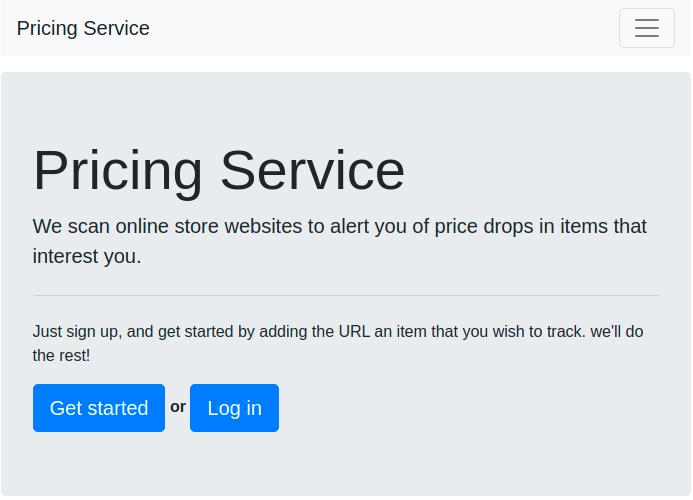 Pricing Service
Pricing Service
We scan online store websites to alert you of price drops in items that
interest you.
Just sign up, and get started by adding the URL an item that you wish to track. we'll do
the rest!
Get started or Log in